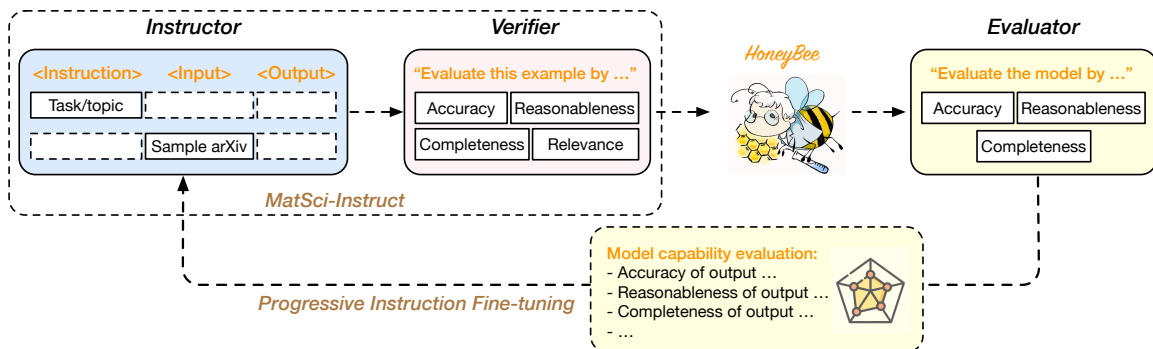 Instructor
Verifier
HoneyBee
Evaluator
<Instruction> <Input> <Output>
Task/topic
Sample arXiv
“Evaluate this example by ...”
Accuracy Reasonableness
Completeness Relevance
“Evaluate the model by ...”
Accuracy Reasonableness
Completeness
MatSci-Instruct
Model capability evaluation:
- Accuracy of output ...
- Reasonableness of output ...
- Completeness of output ...
- ...
Progressive Instruction Fine-tuning